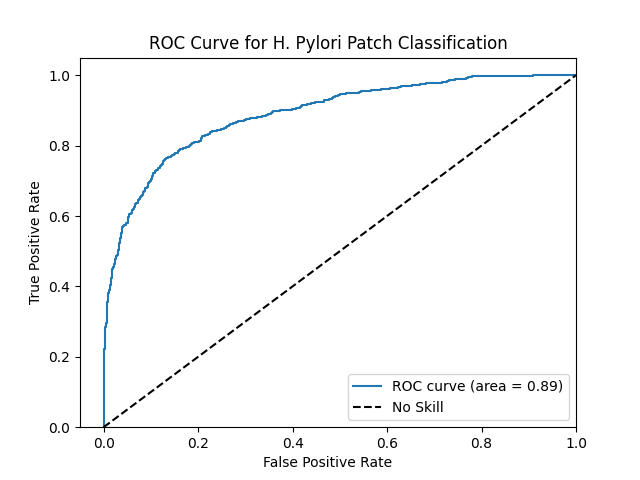 ROC Curve for H. Pylori Patch Classification
True Positive Rate
1.0
0.8
0.6
0.4
0.2
0.0
ROC curve (area = 0.89)
No Skill
0.0 0.2 0.4 0.6 0.8 1.0
False Positive Rate